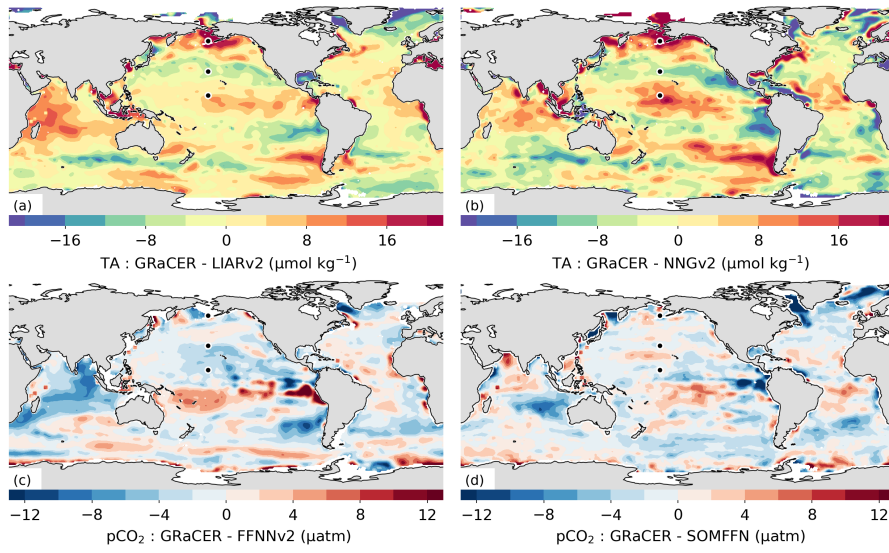 (a)
(b)
−16 −8 0 8 16
−16 −8 0 8 16
TA : GRaCER - LIARv2 (μmol kg⁻¹)
TA : GRaCER - NNGv2 (μmol kg⁻¹)
(c)
(d)
−12 −8 −4 0 4 8 12
−12 −8 −4 0 4 8 12
pCO₂ : GRaCER - FFNNv2 (μatm)
pCO₂ : GRaCER - SOMFFN (μatm)